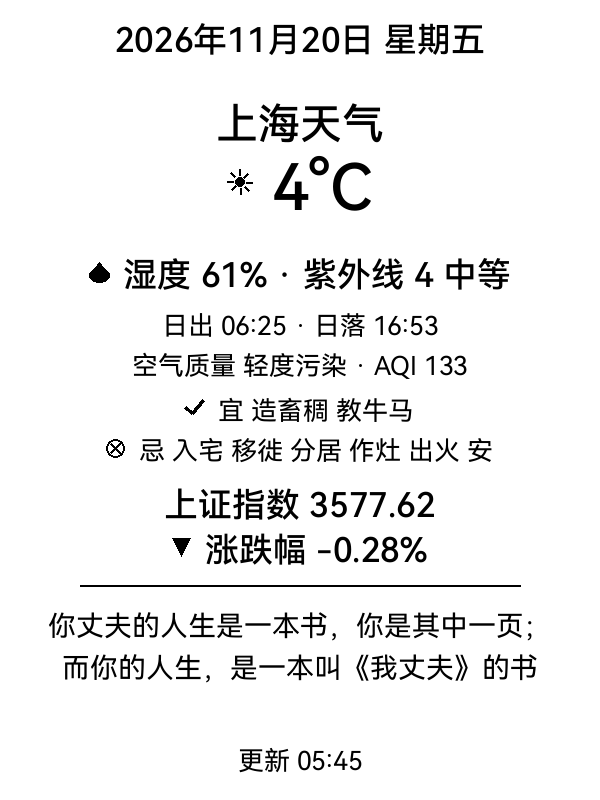 2026年11月20日 星期五
上海天气
4°C
湿度 61% · 紫外线 4 中等
日出 06:25 · 日落 16:53
空气质量 轻度污染 · AQI 133
宜 造畜稠 教牛马
忌 入宅 移徙 分居 作灶 出火 安
上证指数 3577.62
▼ 涨跌幅 -0.28%
你丈夫的人生是一本书，你是其中一页；
而你的人生，是一本叫《我丈夫》的书
更新 05:45